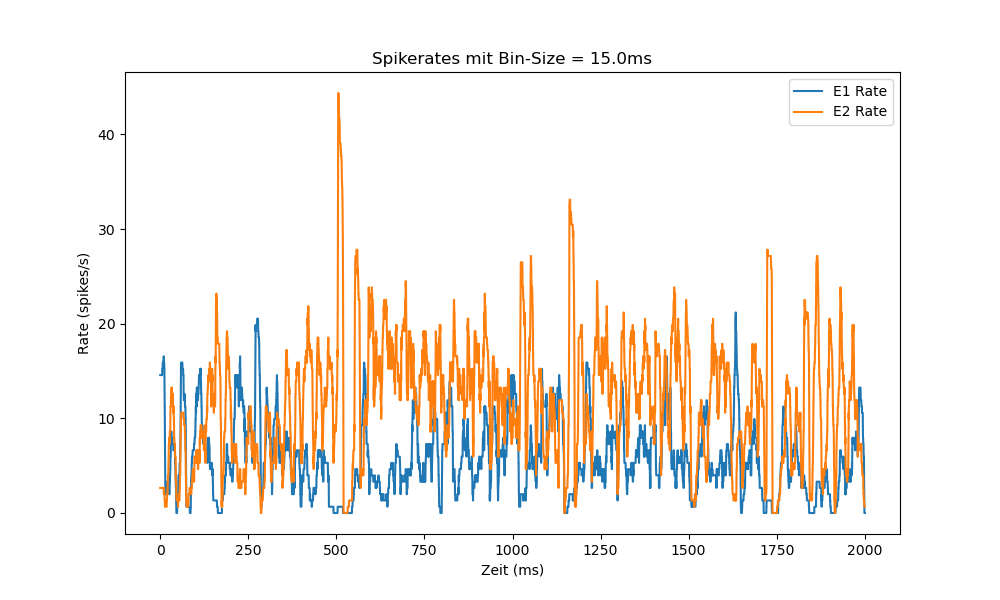 Spikerates mit Bin-Size = 15.0ms
E1 Rate
E2 Rate
Rate (spikes/s)
40
30
20
10
0
0 250 500 750 1000 1250 1500 1750 2000
Zeit (ms)